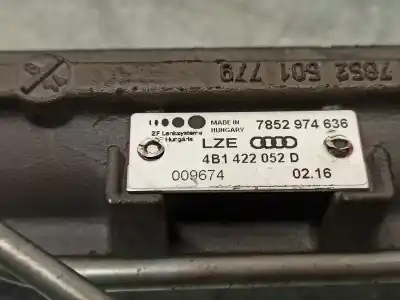 7852 501 779
MADE IN
HUNGARY
7852 974 636
ZF Lenksysteme
Hungária
LZE
4B1 422 052 D
009674
02.16